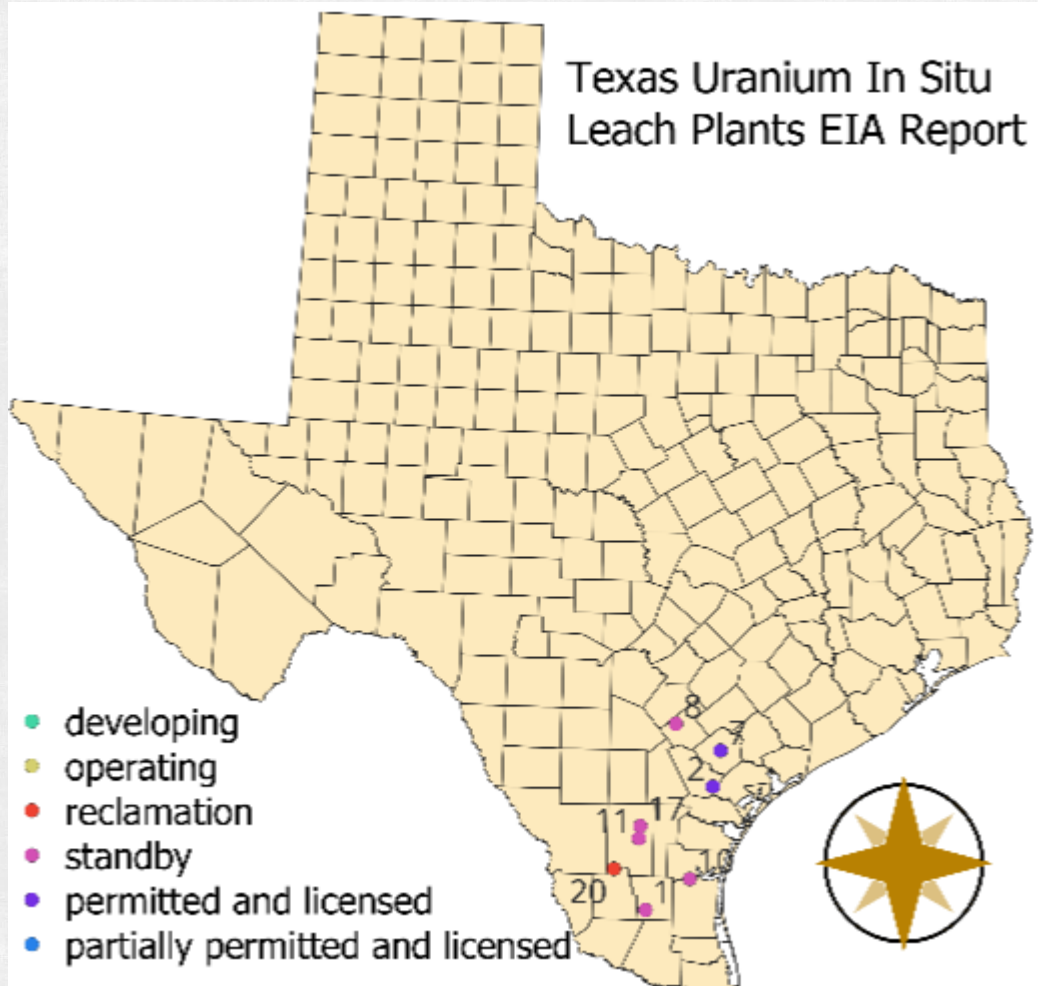 Texas Uranium In Situ
Leach Plants EIA Report
8
7
2
11 17
10
20 1
developing
operating
reclamation
standby
permitted and licensed
partially permitted and licensed